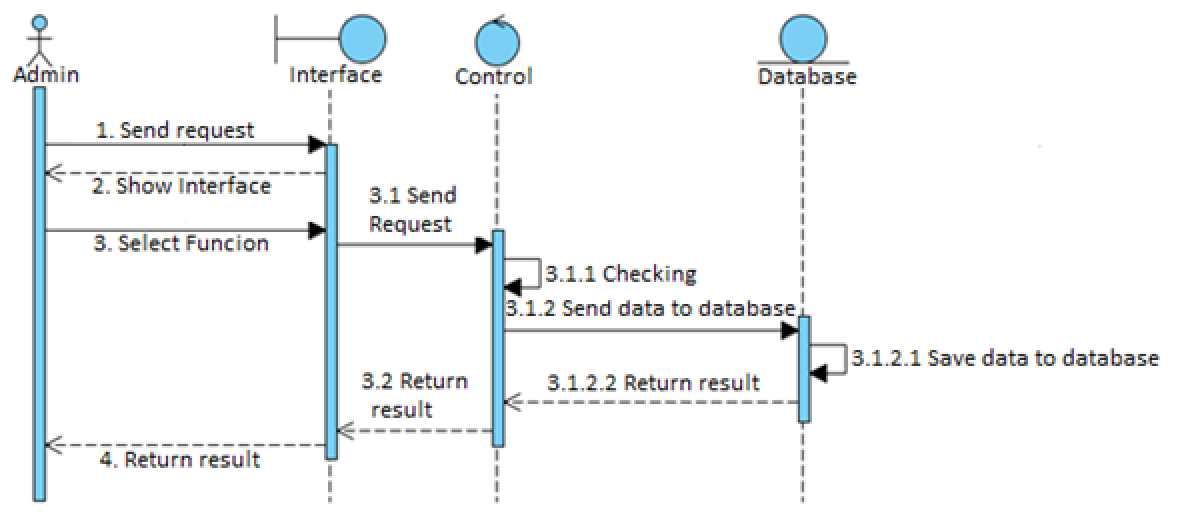 Admin
Interface
Control
Database
1. Send request
2. Show Interface
3.1 Send
Request
3. Select Funcion
3.1.1 Checking
3.1.2 Send data to database
3.1.2.1 Save data to database
3.2 Return
result
3.1.2.2 Return result
4. Return result